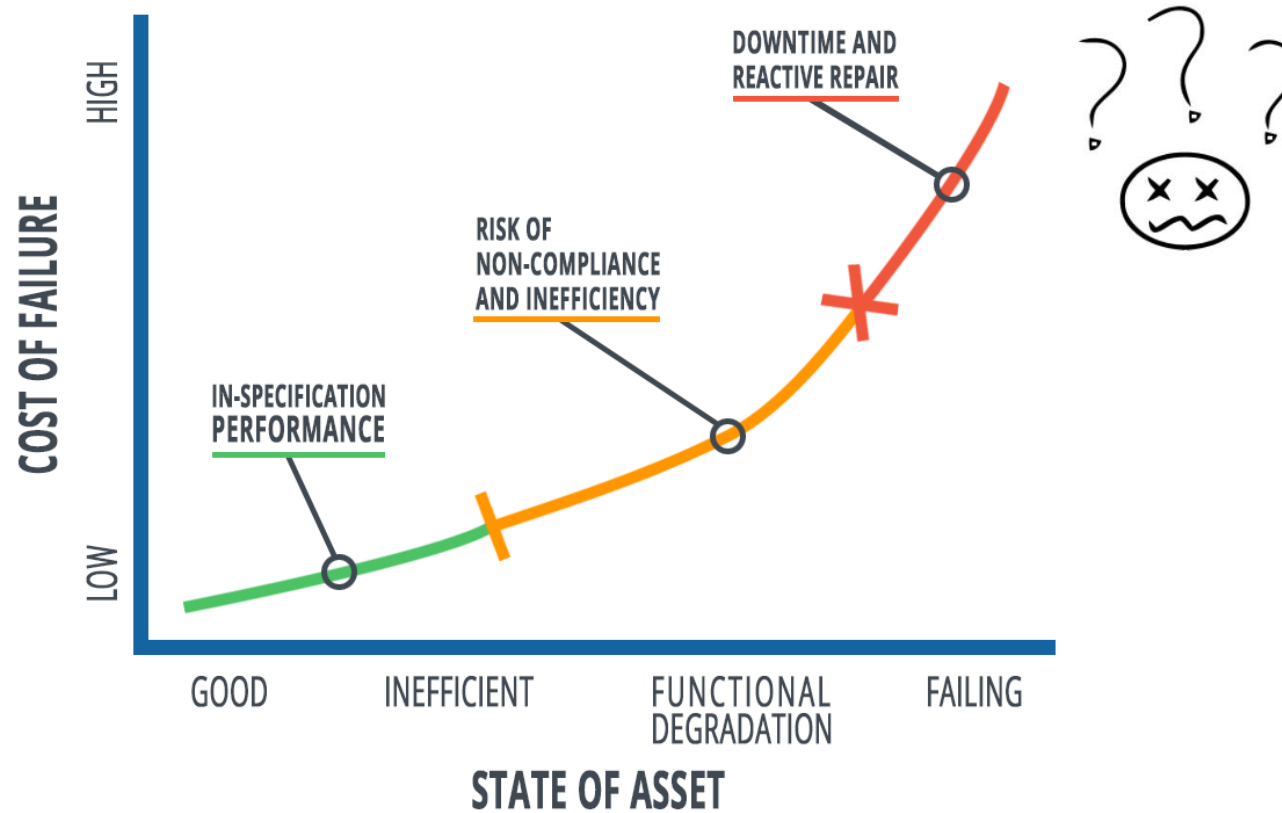 HIGH
LOW
COST OF FAILURE
DOWNTIME AND
REACTIVE REPAIR
RISK OF
NON-COMPLIANCE
AND INEFFICIENCY
IN-SPECIFICATION
PERFORMANCE
GOOD
INEFFICIENT
FUNCTIONAL
DEGRADATION
FAILING
STATE OF ASSET
? ? ?